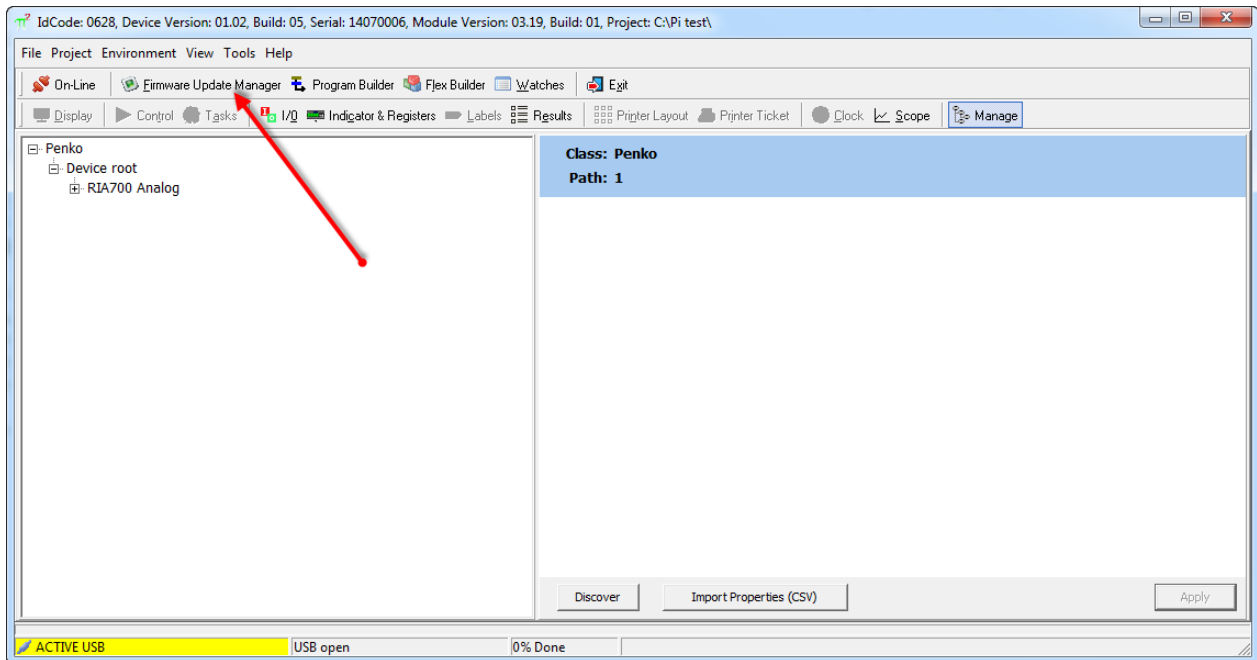 IdCode: 0628, Device Version: 01.02, Build: 05, Serial: 14070006, Module Version: 03.19, Build: 01, Project: C:\Pi test\
File Project Environment View Tools Help
On-Line Firmware Update Manager Program Builder Flex Builder Watches Exit
Display Control Tasks I/O Indicator & Registers Labels Results Printer Layout Printer Ticket Clock Scope Manage
Penko
Device root
RIA700 Analog
Class: Penko
Path: 1
Discover Import Properties (CSV) Apply
ACTIVE USB USB open 0% Done